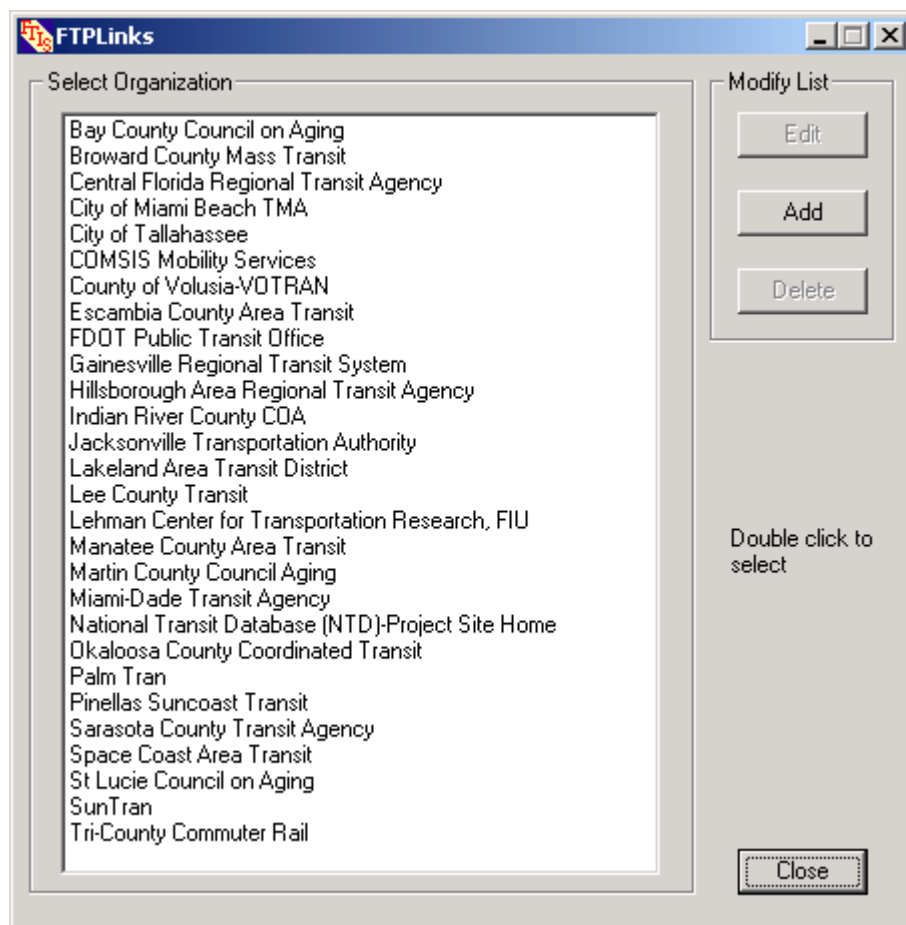 FTIS FTPLinks
Select Organization
Bay County Council on Aging
Broward County Mass Transit
Central Florida Regional Transit Agency
City of Miami Beach TMA
City of Tallahassee
COMSIS Mobility Services
County of Volusia-VOTRAN
Escambia County Area Transit
FDOT Public Transit Office
Gainesville Regional Transit System
Hillsborough Area Regional Transit Agency
Indian River County COA
Jacksonville Transportation Authority
Lakeland Area Transit District
Lee County Transit
Lehman Center for Transportation Research, FIU
Manatee County Area Transit
Martin County Council Aging
Miami-Dade Transit Agency
National Transit Database (NTD)-Project Site Home
Okaloosa County Coordinated Transit
Palm Tran
Pinellas Suncoast Transit
Sarasota County Transit Agency
Space Coast Area Transit
St Lucie Council on Aging
SunTran
Tri-County Commuter Rail
Modify List
Edit
Add
Delete
Double click to
select
Close